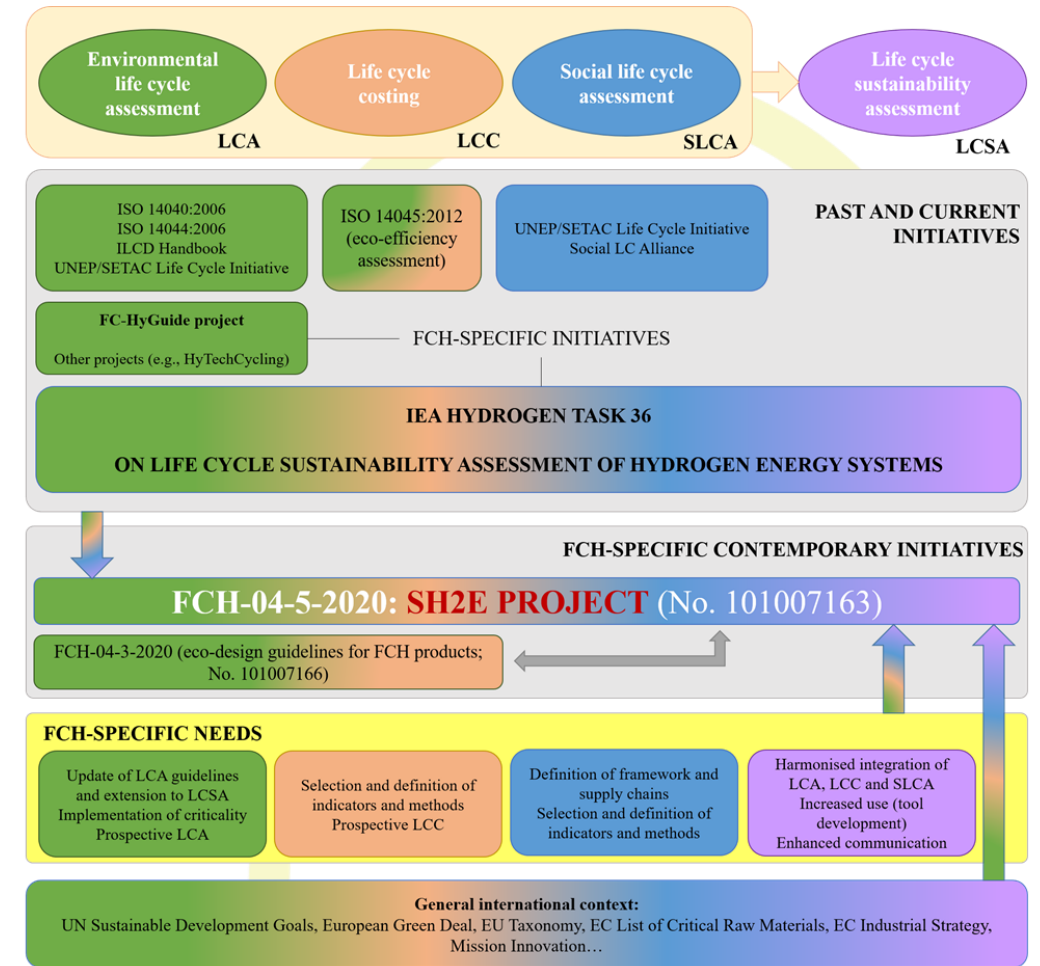 Environmental
life cycle
assessment
LCA
Life cycle
costing
LCC
Social life cycle
assessment
SLCA
Life cycle
sustainability
assessment
LCSA
PAST AND CURRENT
INITIATIVES
ISO 14040:2006
ISO 14044:2006
ILCD Handbook
UNEP/SETAC Life Cycle Initiative
ISO 14045:2012
(eco-efficiency
assessment)
UNEP/SETAC Life Cycle Initiative
Social LC Alliance
FC-HyGuide project
Other projects (e.g., HyTechCycling)
FCH-SPECIFIC INITIATIVES
IEA HYDROGEN TASK 36
ON LIFE CYCLE SUSTAINABILITY ASSESSMENT OF HYDROGEN ENERGY SYSTEMS
FCH-SPECIFIC CONTEMPORARY INITIATIVES
FCH-04-5-2020: SH2E PROJECT (No. 101007163)
FCH-04-3-2020 (eco-design guidelines for FCH products;
No. 101007166)
FCH-SPECIFIC NEEDS
Update of LCA guidelines
and extension to LCSA
Implementation of criticality
Prospective LCA
Selection and definition of
indicators and methods
Prospective LCC
Definition of framework and
supply chains
Selection and definition of
indicators and methods
Harmonised integration of
LCA, LCC and SLCA
Increased use (tool
development)
Enhanced communication
General international context:
UN Sustainable Development Goals, European Green Deal, EU Taxonomy, EC List of Critical Raw Materials, EC Industrial Strategy,
Mission Innovation…